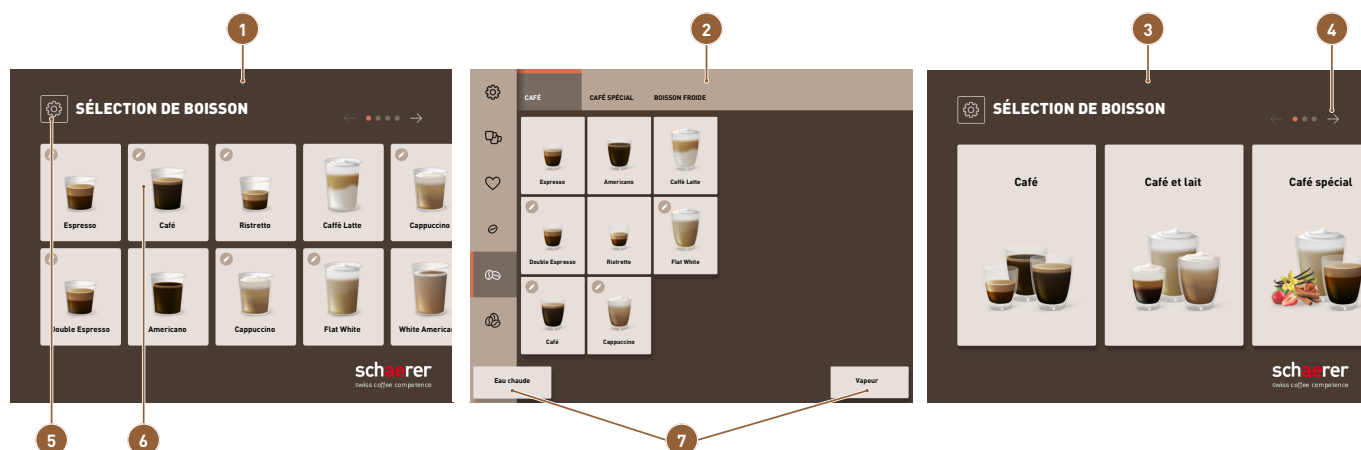 1
2
3
4
SÉLECTION DE BOISSON
Espresso
Café
Ristretto
Caffè Latte
Cappuccino
Double Espresso
Americano
Cappuccino
Flat White
White American
schaerer
swiss coffee competence
CAFÉ
CAFÉ SPÉCIAL
BOISSON FROIDE
Espresso
Americano
Caffè Latte
Double Espresso
Ristretto
Flat White
Café
Cappuccino
Eau chaude
Vapeur
SÉLECTION DE BOISSON
Café
Café et lait
Café spécial
schaerer
swiss coffee competence
5
6
7